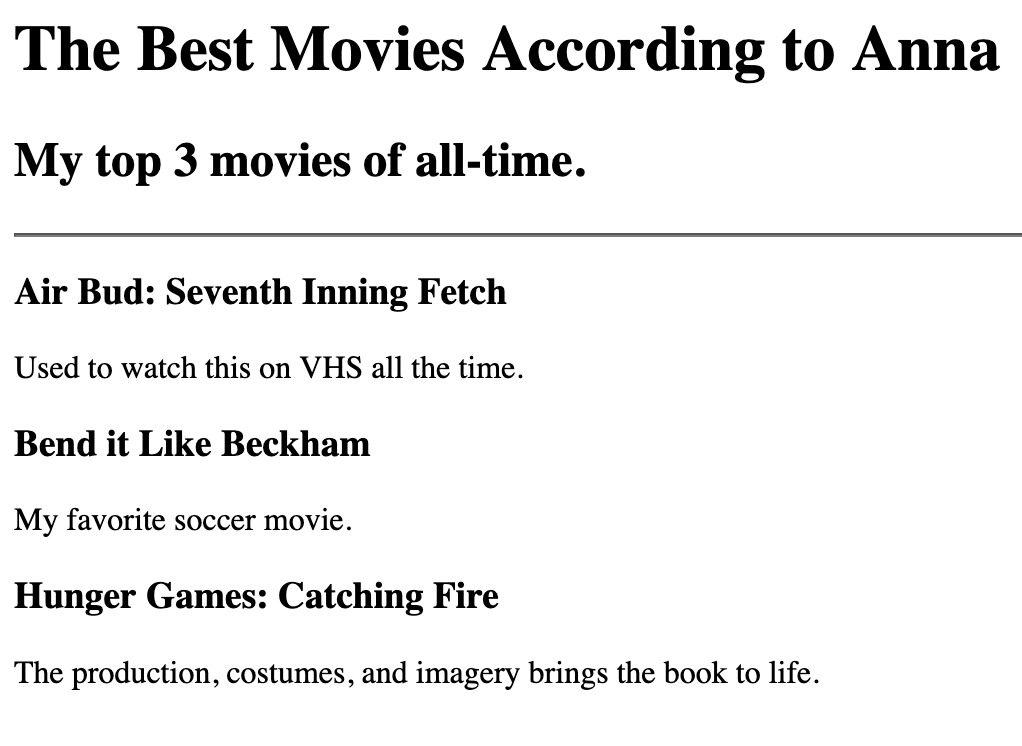 The Best Movies According to Anna
My top 3 movies of all-time.
Air Bud: Seventh Inning Fetch
Used to watch this on VHS all the time.
Bend it Like Beckham
My favorite soccer movie.
Hunger Games: Catching Fire
The production, costumes, and imagery brings the book to life.